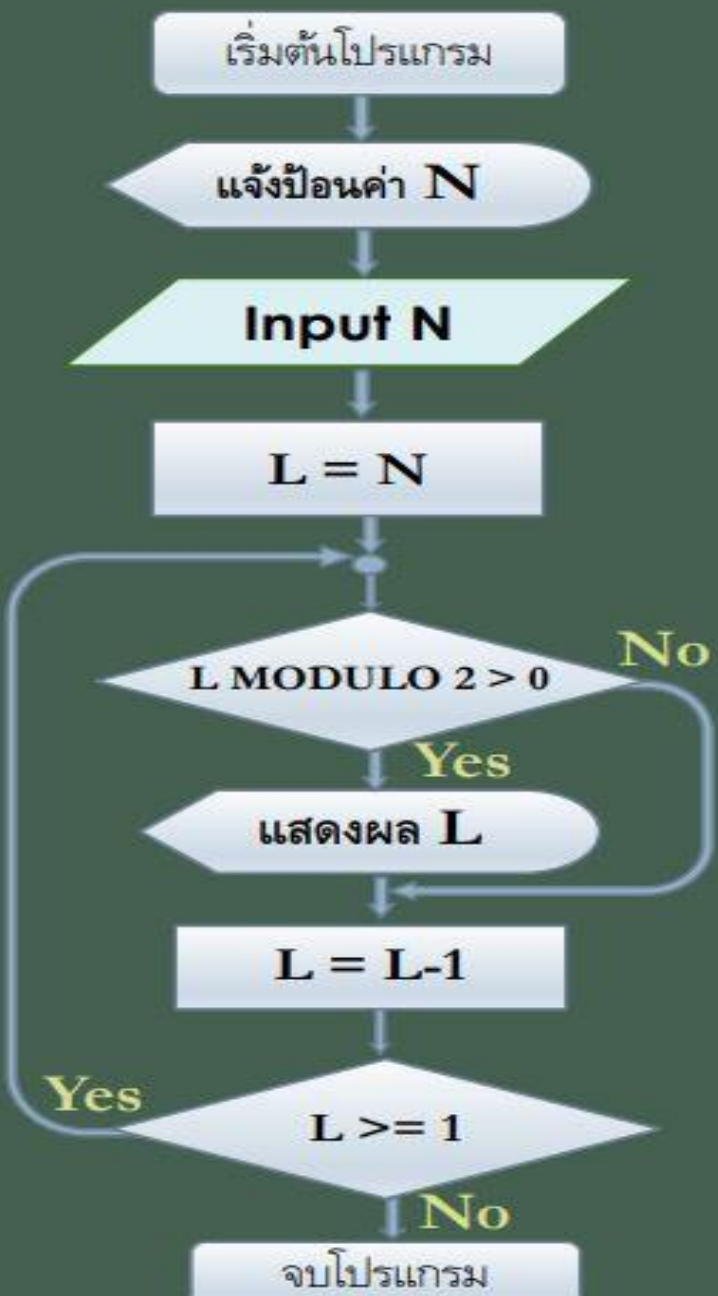 เริ่มต้นโปรแกรม
แจ้งป้อนค่า N
Input N
L = N
L MODULO 2 > 0
No
Yes
แสดงผล L
L = L-1
Yes
L >= 1
No
จบโปรแกรม